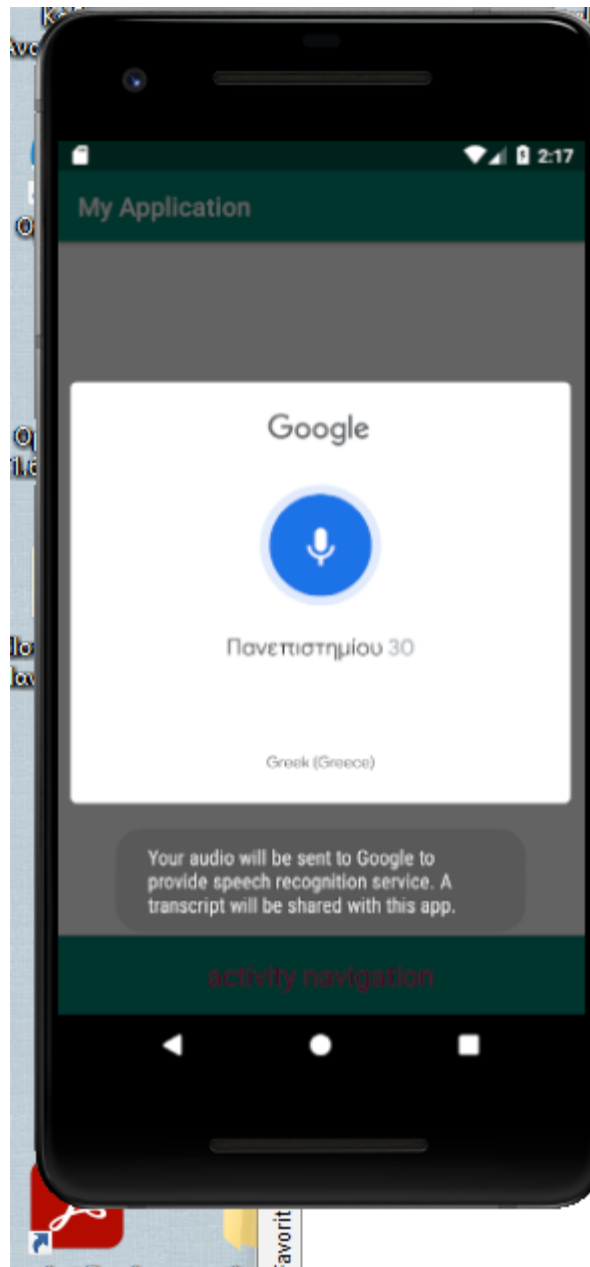 2:17
My Application
Google
Πανεπιστημίου 30
Greek (Greece)
Your audio will be sent to Google to
provide speech recognition service. A
transcript will be shared with this app.
activity navigation